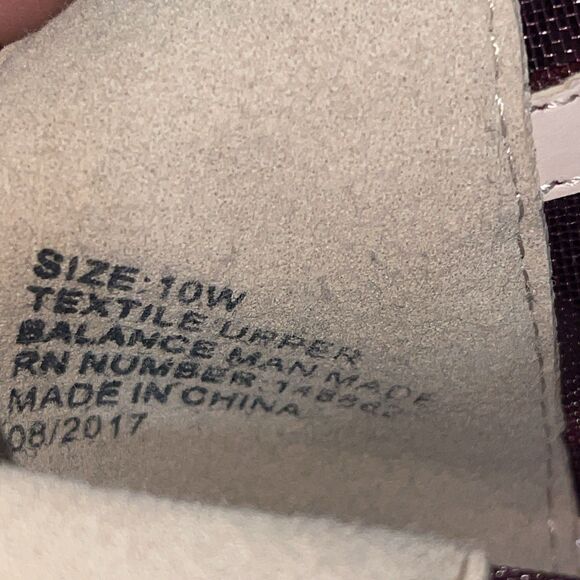 SIZE:10W
TEXTILE UPPER
BALANCE MAN MADE
RN NUMBER:
MADE IN CHINA
08/2017